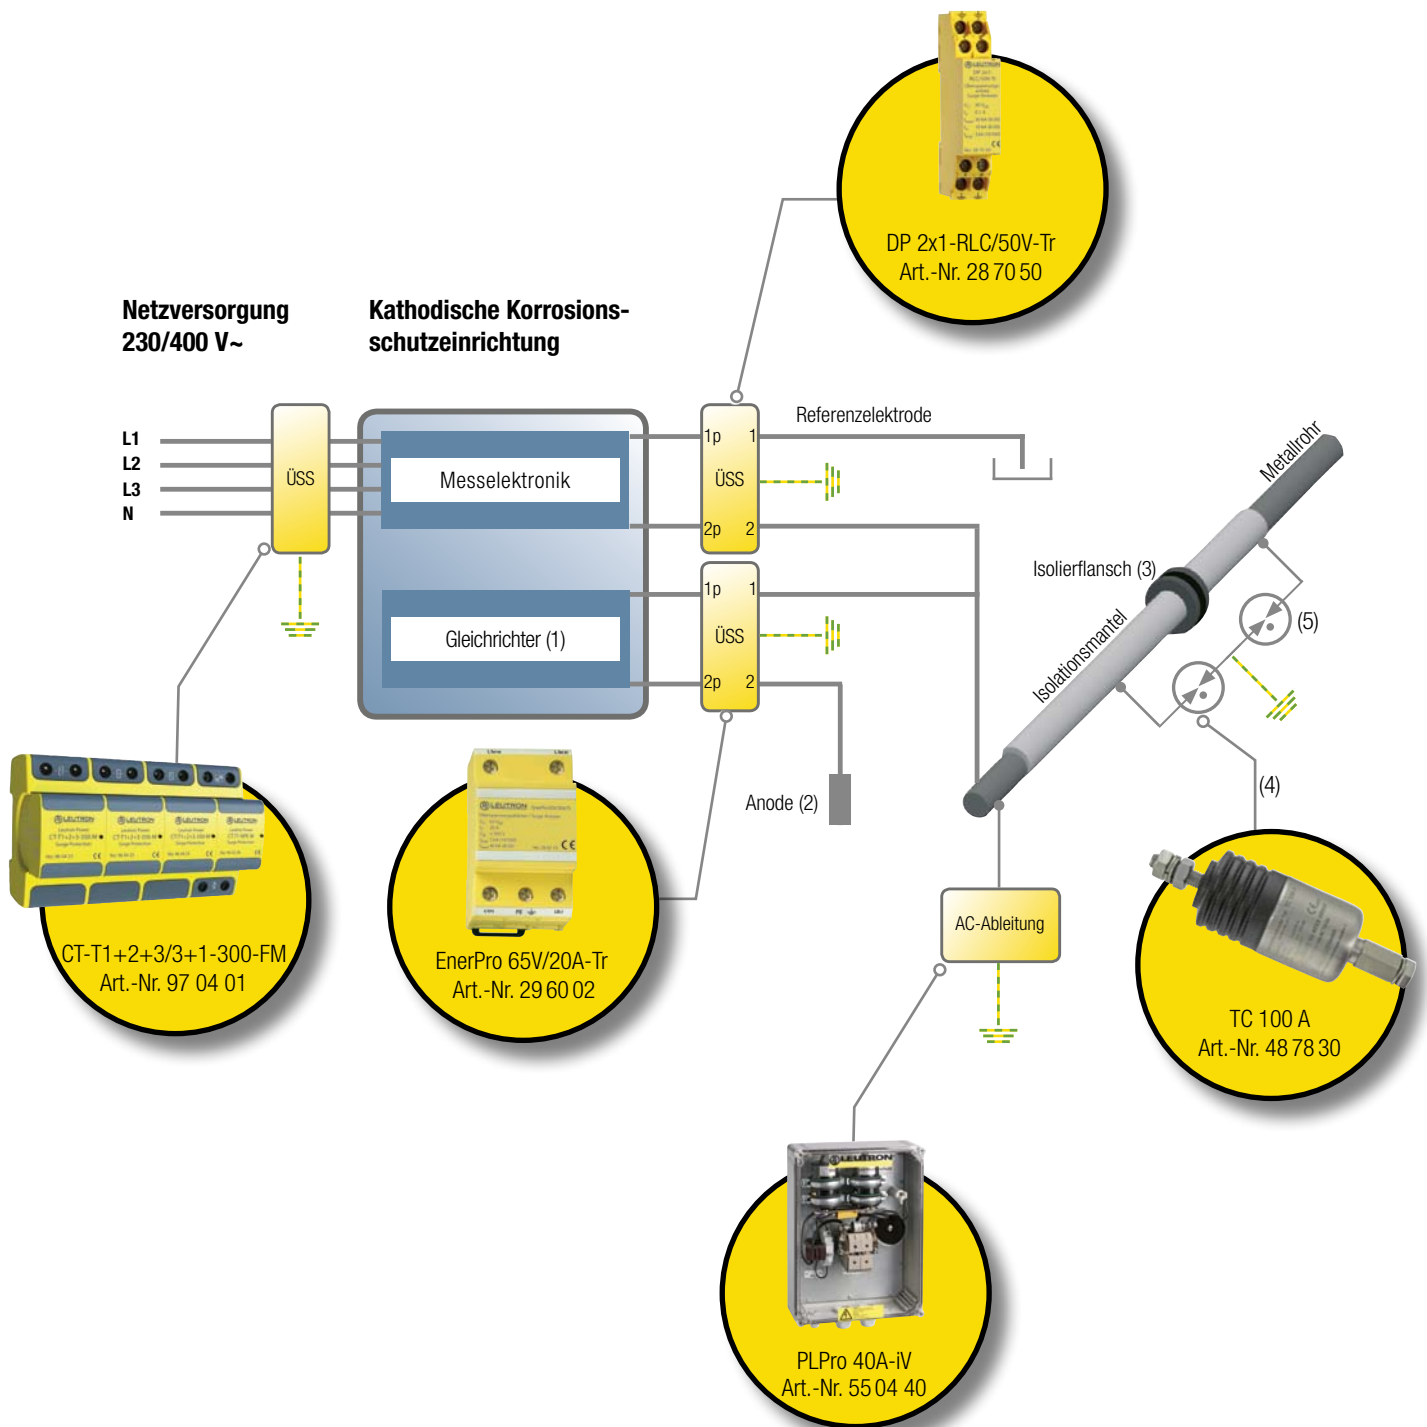 LEUTRON
DP 2x1-RLC/50V-Tr
Art.-Nr. 28 70 50
Netzversorgung
230/400 V~
Kathodische Korrosions-
schutzeinrichtung
L1
L2
L3
N
ÜSS
Messelektronik
Gleichrichter (1)
1p 1
ÜSS
2p 2
1p 1
ÜSS
2p 2
Referenzelektrode
Metallrohr
Isolierflansch (3)
Isolationsmantel
(5)
(4)
Anode (2)
AC-Ableitung
CT-T1+2+3/3+1-300-FM
Art.-Nr. 97 04 01
LEUTRON
PE
EnerPro 65V/20A-Tr
Art.-Nr. 29 60 02
TC 100 A
Art.-Nr. 48 78 30
LEUTRON
PLPro 40A-iV
Art.-Nr. 55 04 40